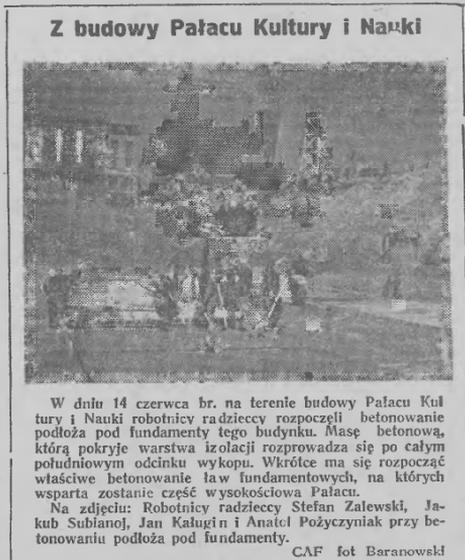 Z budowy Pałacu Kultury i Nauki
W dniu 14 czerwca br. na terenie budowy Pałacu Kul
tury i Nauki robotnicy radzieccy rozpoczęli betonowanie
podłoża pod fundamenty tego budynku. Masę betonową,
którą pokryje warstwa izolacji rozprowadza się po całym
południowym odcinku wykopu. Wkrótce ma się rozpocząć
właściwe betonowanie ław fundamentowych, na których
wsparta zostanie część wysokościowa Pałacu.
Na zdjęciu: Robotnicy radzieccy Stefan Zalewski, Ja-
kub Subianoj, Jan Kaługin i Anatol Pożyczyniak przy be-
tonowaniu podłoża pod fundamenty.
CAF fot Baranowski